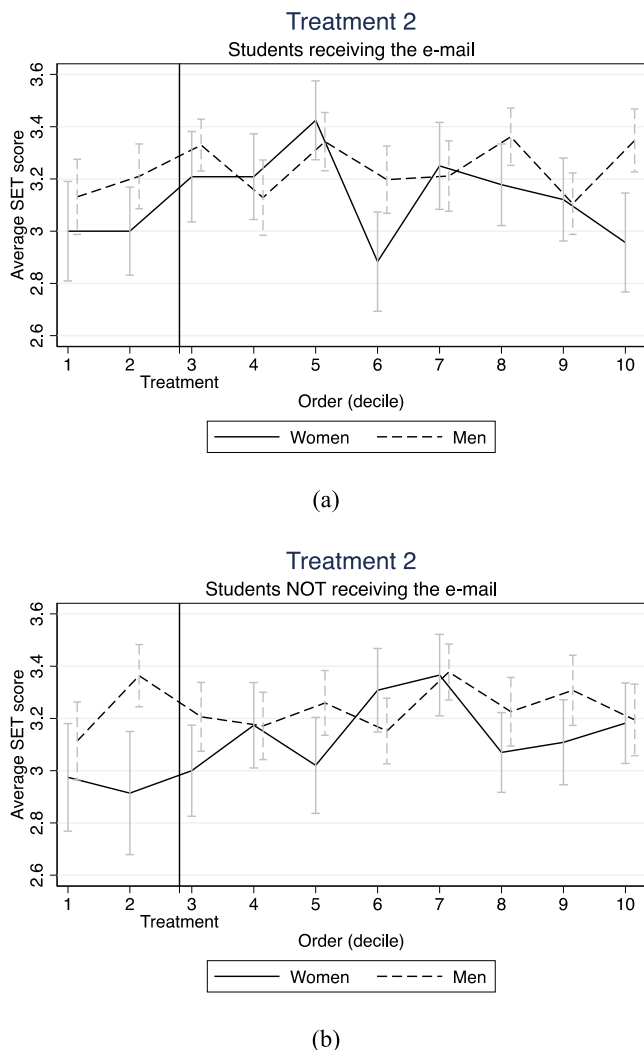 Treatment 2
Students receiving the e-mail
Average SET score
3.6
3.4
3.2
3
2.8
2.6
1 2 3 4 5 6 7 8 9 10
Treatment
Order (decile)
Women Men
(a)
Treatment 2
Students NOT receiving the e-mail
Average SET score
3.6
3.4
3.2
3
2.8
2.6
1 2 3 4 5 6 7 8 9 10
Treatment
Order (decile)
Women Men
(b)